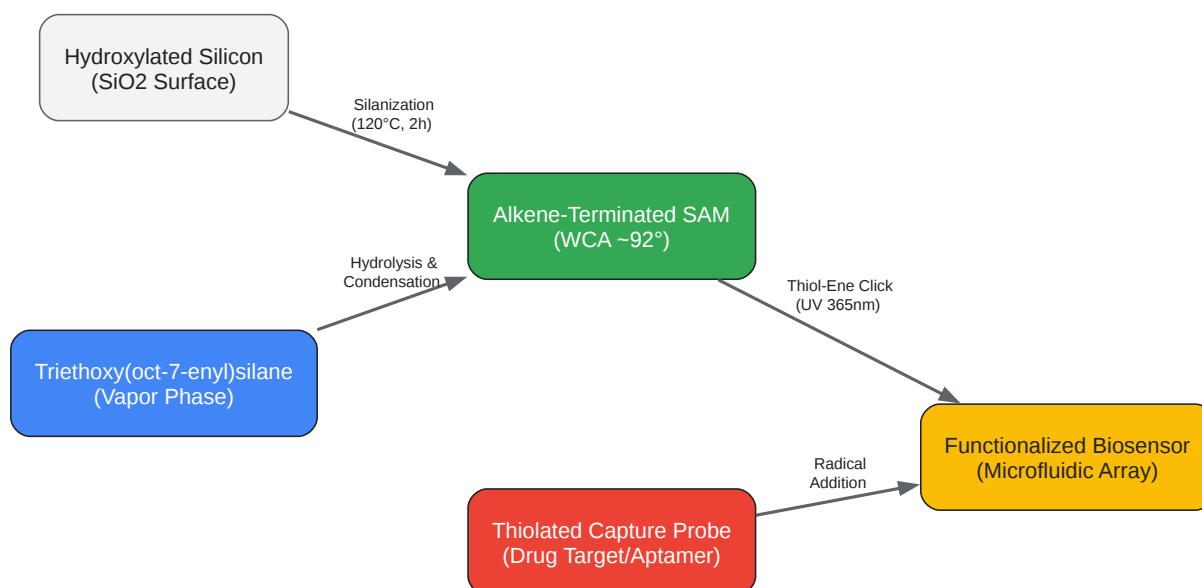 Hydroxylated Silicon
(SiO2 Surface)
Silanization
(120°C, 2h)
Alkene-Terminated SAM
(WCA ~92°)
Hydrolysis &
Condensation
Thiol-Ene Click
(UV 365nm)
Triethoxy(oct-7-enyl)silane
(Vapor Phase)
Functionalized Biosensor
(Microfluidic Array)
Radical
Addition
Thiolated Capture Probe
(Drug Target/Aptamer)